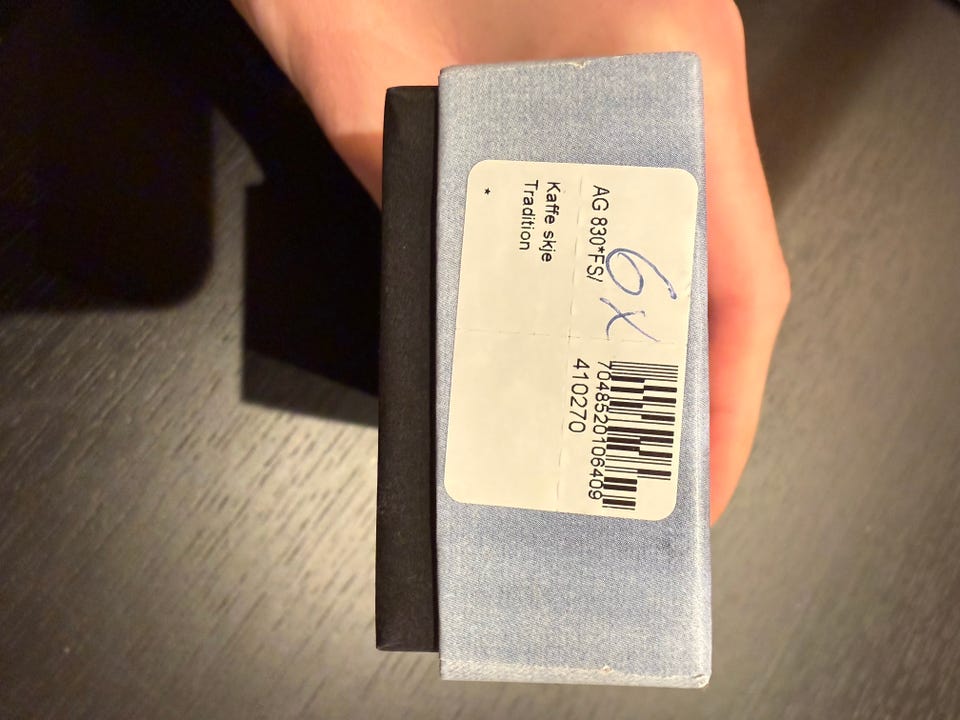 6X
AG 830*FS/
7048520106409
410270
Kaffe skje
Tradition
*